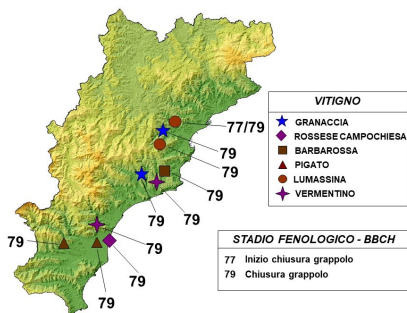 77/79
79
79
79
79
79
79
79
79
VITIGNO
GRANACCIA
ROSSESE CAMPOCHIESA
BARBAROSSA
PIGATO
LUMASSINA
VERMENTINO
STADIO FENOLOGICO - BBCH
77 Inizio chiusura grappolo
79 Chiusura grappolo